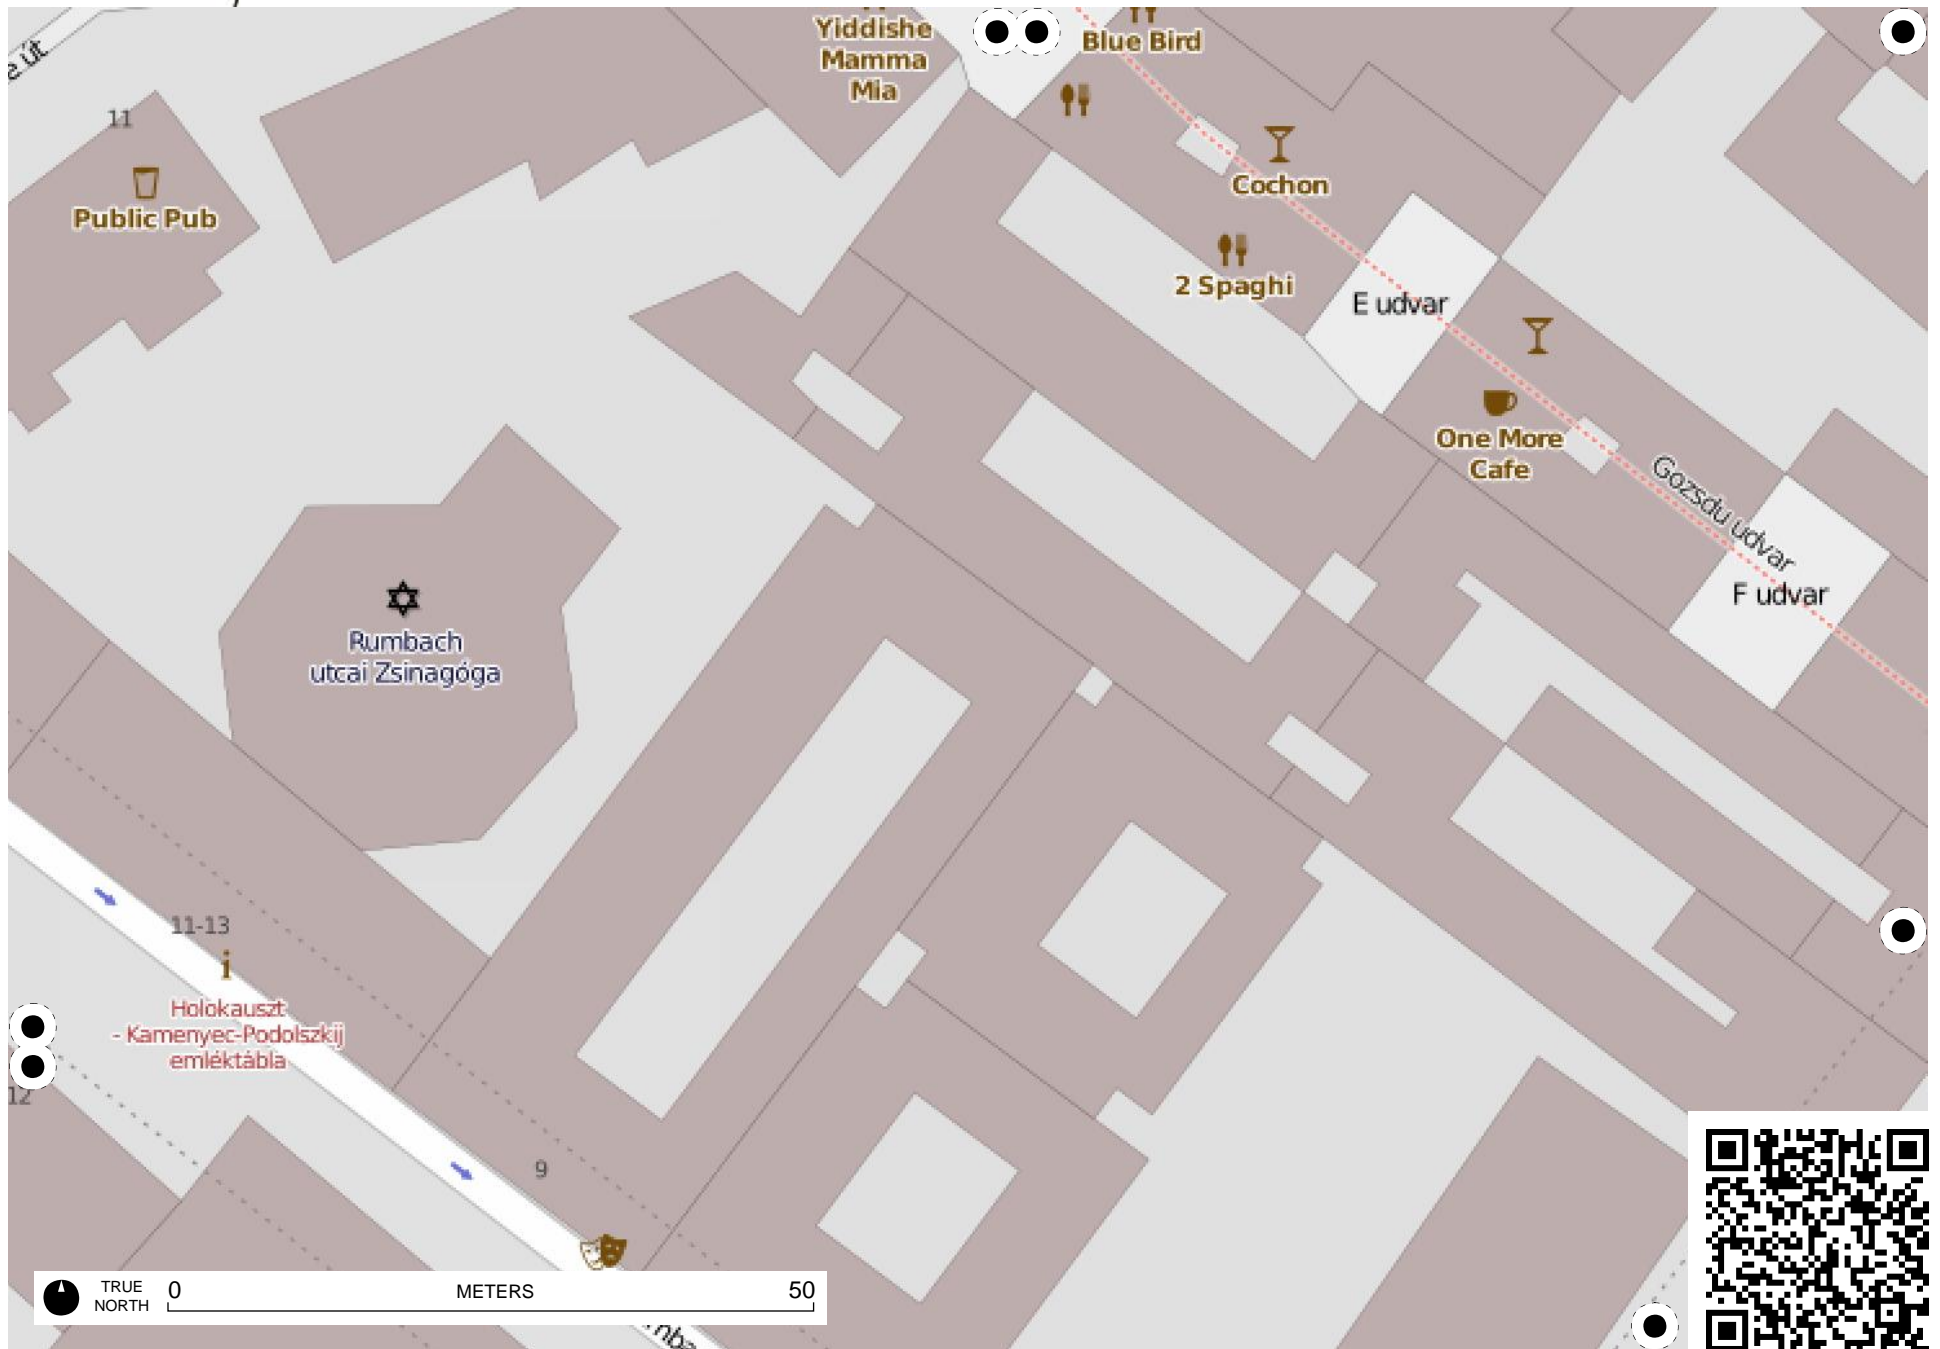 Yiddishe
Mamma
Mia
Blue Bird
11
Public Pub
Cochon
2 Spaghi
E udvar
One More
Cafe
Gozsdu udvar
F udvar
Rumbach
utcai Zsinagóga
11-13
i
Holokauszt
- Kamenyec-Podolszkij
emléktábla
12
9
TRUE
NORTH
0
METERS
50